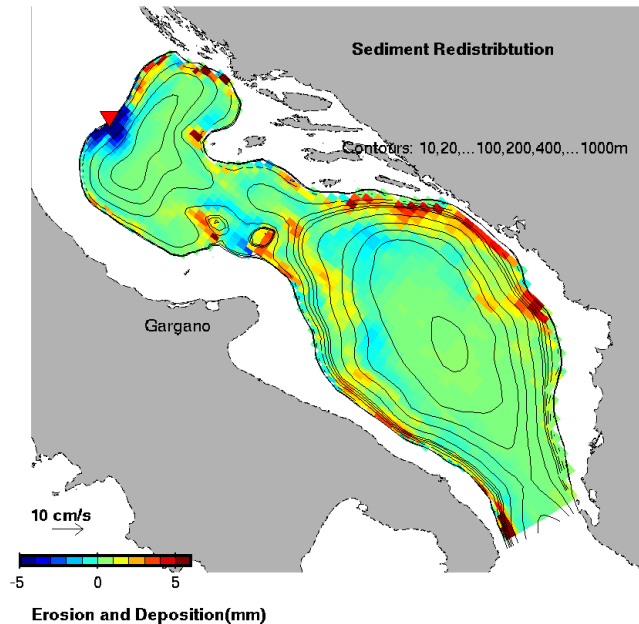 Sediment Redistribtution
Contours: 10,20,...100,200,400,...1000m
Gargano
10 cm/s
-5 0 5
Erosion and Deposition(mm)